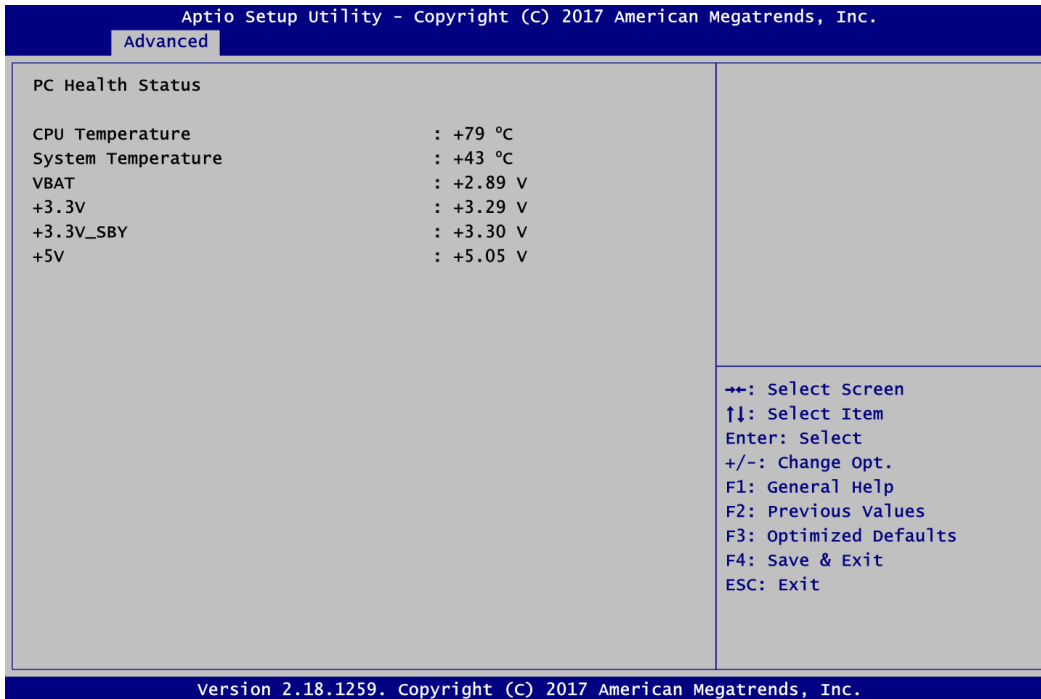 Aptio Setup Utility - Copyright (C) 2017 American Megatrends, Inc.
Advanced
PC Health Status
CPU Temperature : +79 ºC
System Temperature : +43 ºC
VBAT : +2.89 V
+3.3V : +3.29 V
+3.3V_SBY : +3.30 V
+5V : +5.05 V
→←: Select Screen
↑↓: Select Item
Enter: Select
+/-: Change Opt.
F1: General Help
F2: Previous Values
F3: Optimized Defaults
F4: Save & Exit
ESC: Exit
Version 2.18.1259. Copyright (C) 2017 American Megatrends, Inc.